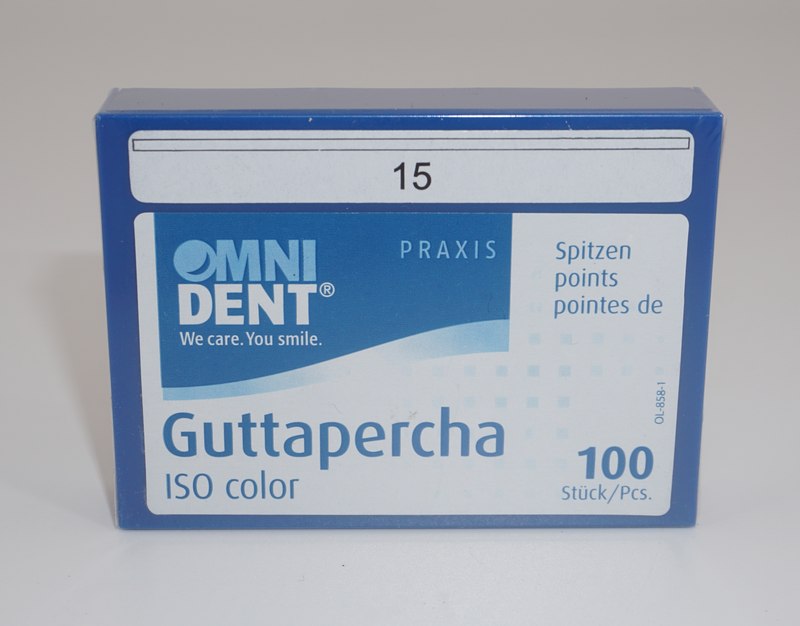 15
OMNI
DENT®
We care. You smile.
PRAXIS
Spitzen
points
pointes de
Guttapercha
ISO color
100
Stück/Pcs.
OL-858-1